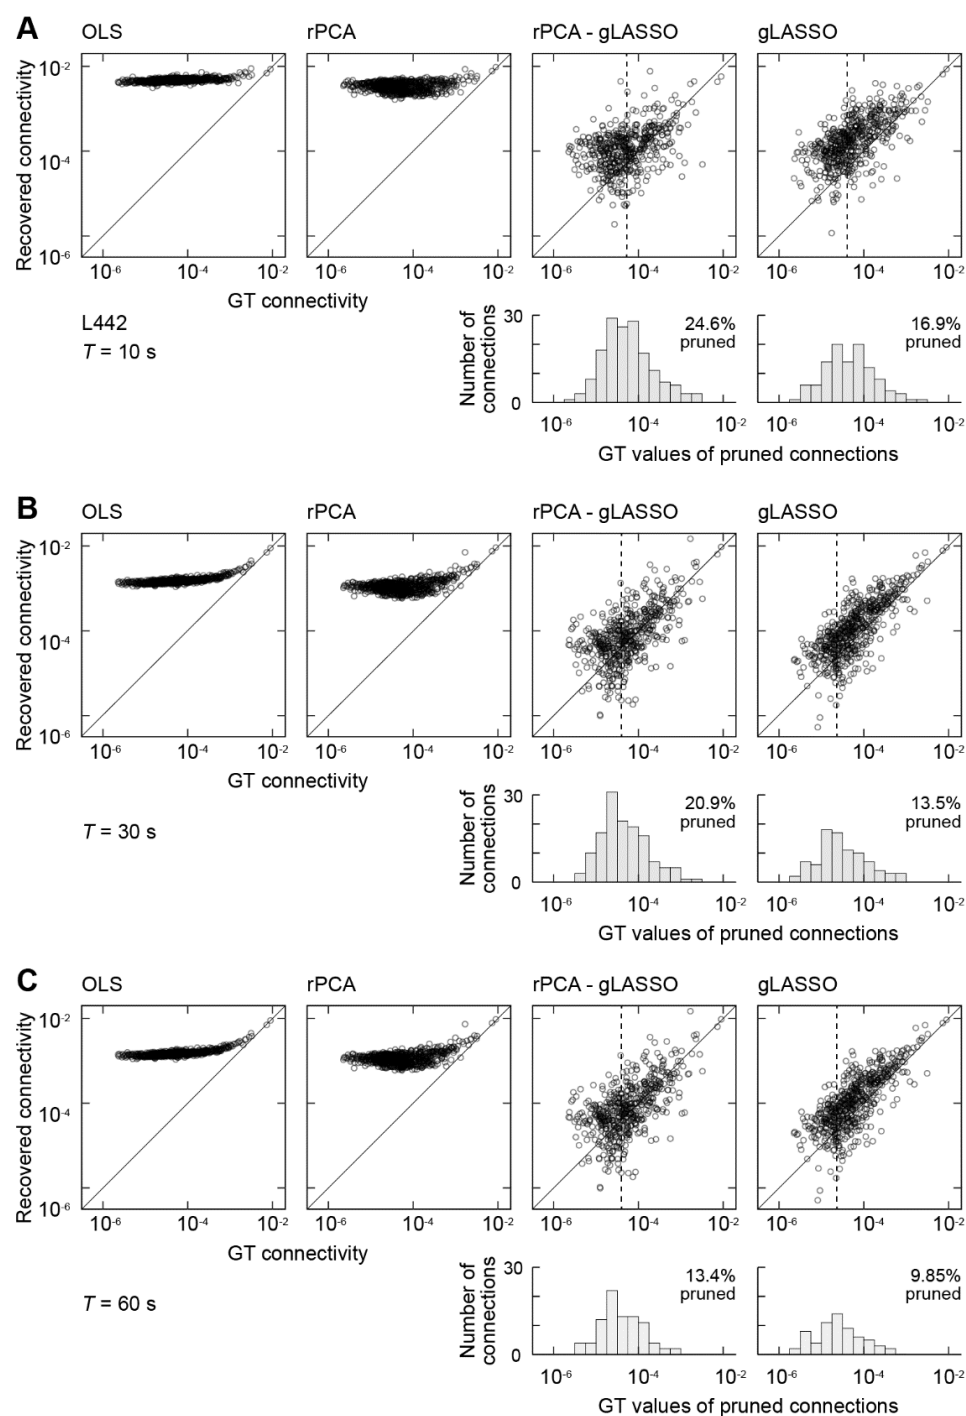 A
OLS
rPCA
rPCA - gLASSO
gLASSO
Recovered connectivity
10-2
10-4
10-6
10-6 10-4 10-2
10-6 10-4 10-2
10-6 10-4 10-2
10-6 10-4 10-2
GT connectivity
L442
T = 10 s
Number of
connections
30
0
24.6%
pruned
16.9%
pruned
10-6 10-4 10-2
10-6 10-4 10-2
GT values of pruned connections
B
OLS
rPCA
rPCA - gLASSO
gLASSO
Recovered connectivity
10-2
10-4
10-6
10-6 10-4 10-2
10-6 10-4 10-2
10-6 10-4 10-2
10-6 10-4 10-2
GT connectivity
T = 30 s
Number of
connections
30
0
20.9%
pruned
13.5%
pruned
10-6 10-4 10-2
10-6 10-4 10-2
GT values of pruned connections
C
OLS
rPCA
rPCA - gLASSO
gLASSO
Recovered connectivity
10-2
10-4
10-6
10-6 10-4 10-2
10-6 10-4 10-2
10-6 10-4 10-2
10-6 10-4 10-2
GT connectivity
T = 60 s
Number of
connections
30
0
13.4%
pruned
9.85%
pruned
10-6 10-4 10-2
10-6 10-4 10-2
GT values of pruned connections